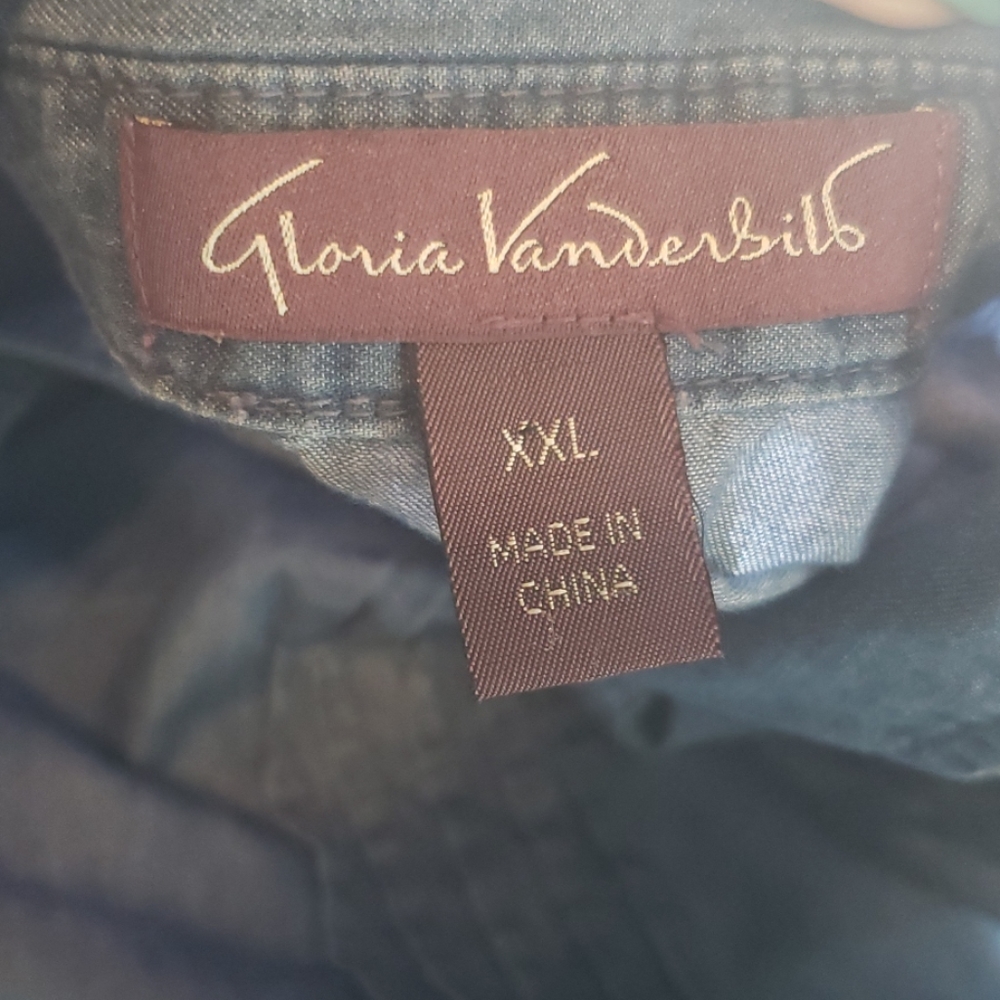 Gloria Vanderbilt
XXL
MADE IN
CHINA